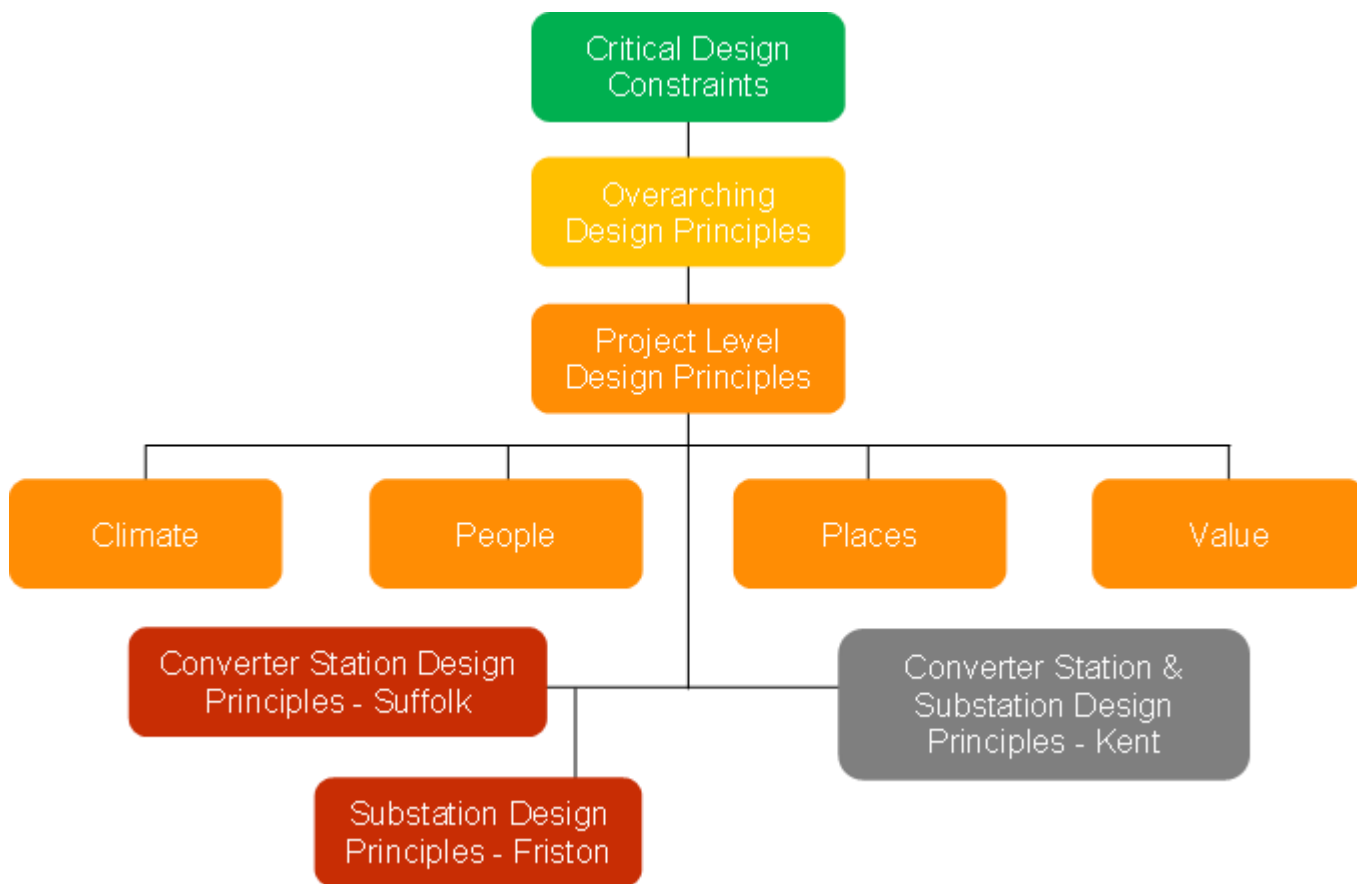 Critical Design
Constraints
Overarching
Design Principles
Project Level
Design Principles
Climate
People
Places
Value
Converter Station Design
Principles - Suffolk
Converter Station &
Substation Design
Principles - Kent
Substation Design
Principles - Friston